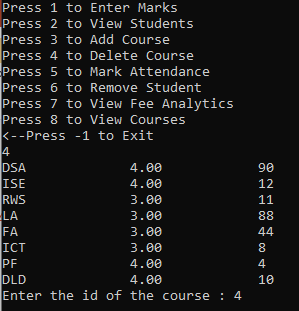 Press 1 to Enter Marks
Press 2 to View Students
Press 3 to Add Course
Press 4 to Delete Course
Press 5 to Mark Attendance
Press 6 to Remove Student
Press 7 to View Fee Analytics
Press 8 to View Courses
<--Press -1 to Exit
4
DSA 4.00 90
ISE 4.00 12
RWS 3.00 11
LA 3.00 88
FA 3.00 44
ICT 3.00 8
PF 4.00 4
DLD 4.00 10
Enter the id of the course : 4